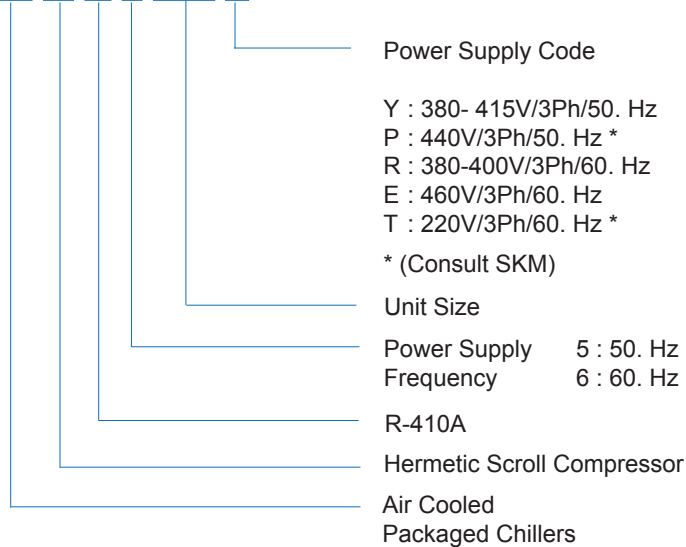 Power Supply Code
Y : 380- 415V/3Ph/50. Hz
P : 440V/3Ph/50. Hz *
R : 380-400V/3Ph/60. Hz
E : 460V/3Ph/60. Hz
T : 220V/3Ph/60. Hz *
* (Consult SKM)
Unit Size
Power Supply 5 : 50. Hz
Frequency 6 : 60. Hz
R-410A
Hermetic Scroll Compressor
Air Cooled
Packaged Chillers